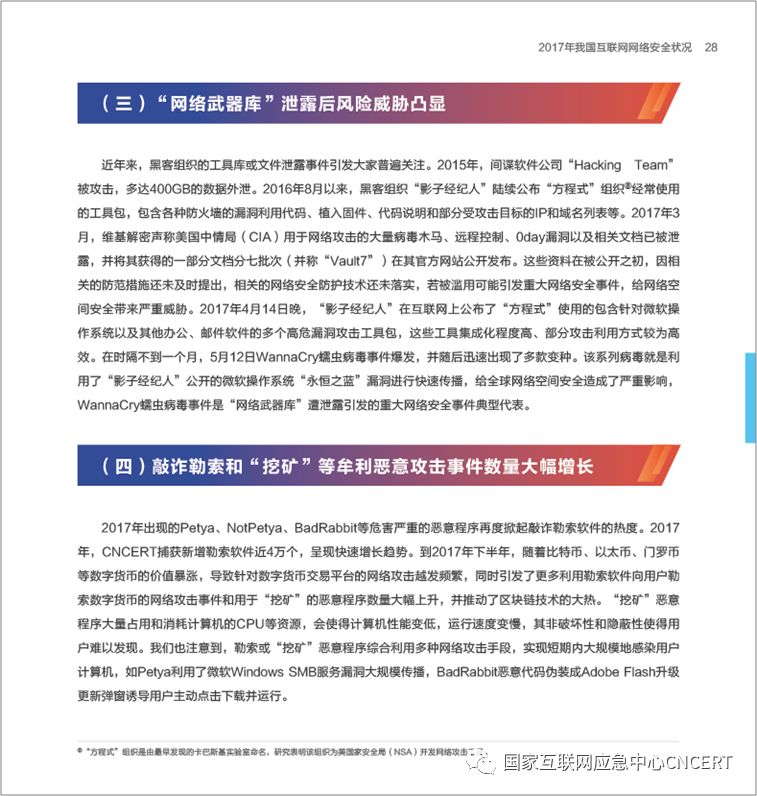 2017年我国互联网网络安全状况 28
（三）“网络武器库”泄露后风险威胁凸显
近年来，黑客组织的工具库或文件泄露事件引发大家普遍关注。2015年，间谍软件公司“Hacking Team”
被攻击，多达400GB的数据外泄。2016年8月以来，黑客组织“影子经纪人”陆续公布“方程式”组织⑧经常使用
的工具包，包含各种防火墙的漏洞利用代码、植入固件、代码说明和部分受攻击目标的IP和域名列表等。2017年3
月，维基解密声称美国中情局（CIA）用于网络攻击的大量病毒木马、远程控制、0day漏洞以及相关文档已被泄
露，并将其获得的一部分文档分七批次（并称“Vault7”）在其官方网站公开发布。这些资料在被公开之初，因相
关的防范措施还未及时提出，相关的网络安全防护技术还未落实，若被滥用可能引发重大网络安全事件，给网络空
间安全带来严重威胁。2017年4月14日晚，“影子经纪人”在互联网上公布了“方程式”使用的包含针对微软操
作系统以及其他办公、邮件软件的多个高危漏洞攻击工具包，这些工具集成化程度高、部分攻击利用方式较为高
效。在时隔不到一个月，5月12日WannaCry蠕虫病毒事件爆发，并随后迅速出现了多款变种。该系列病毒就是利
用了“影子经纪人”公开的微软操作系统“永恒之蓝”漏洞进行快速传播，给全球网络空间安全造成了严重影响，
WannaCry蠕虫病毒事件是“网络武器库”遭泄露引发的重大网络安全事件典型代表。
（四）敲诈勒索和“挖矿”等牟利恶意攻击事件数量大幅增长
2017年出现的Petya、NotPetya、BadRabbit等危害严重的恶意程序再度掀起敲诈勒索软件的热度。2017
年，CNCERT捕获新增勒索软件近4万个，呈现快速增长趋势。到2017年下半年，随着比特币、以太币、门罗币
等数字货币的价值暴涨，导致针对数字货币交易平台的网络攻击越发频繁，同时引发了更多利用勒索软件向用户勒
索数字货币的网络攻击事件和用于“挖矿”的恶意程序数量大幅上升，并推动了区块链技术的大热。“挖矿”恶意
程序大量占用和消耗计算机的CPU等资源，会使得计算机性能变低，运行速度变慢，其非破坏性和隐蔽性使得用
户难以发现。我们也注意到，勒索或“挖矿”恶意程序综合利用多种网络攻击手段，实现短期内大规模地感染用户
计算机，如Petya利用了微软Windows SMB服务漏洞大规模传播，BadRabbit恶意代码伪装成Adobe Flash升级
更新弹窗诱导用户主动点击下载并运行。
⑧“方程式”组织是由最早发现的卡巴斯基实验室命名，研究表明该组织为美国家安全局（NSA）开发网络攻击
国家互联网应急中心CNCERT